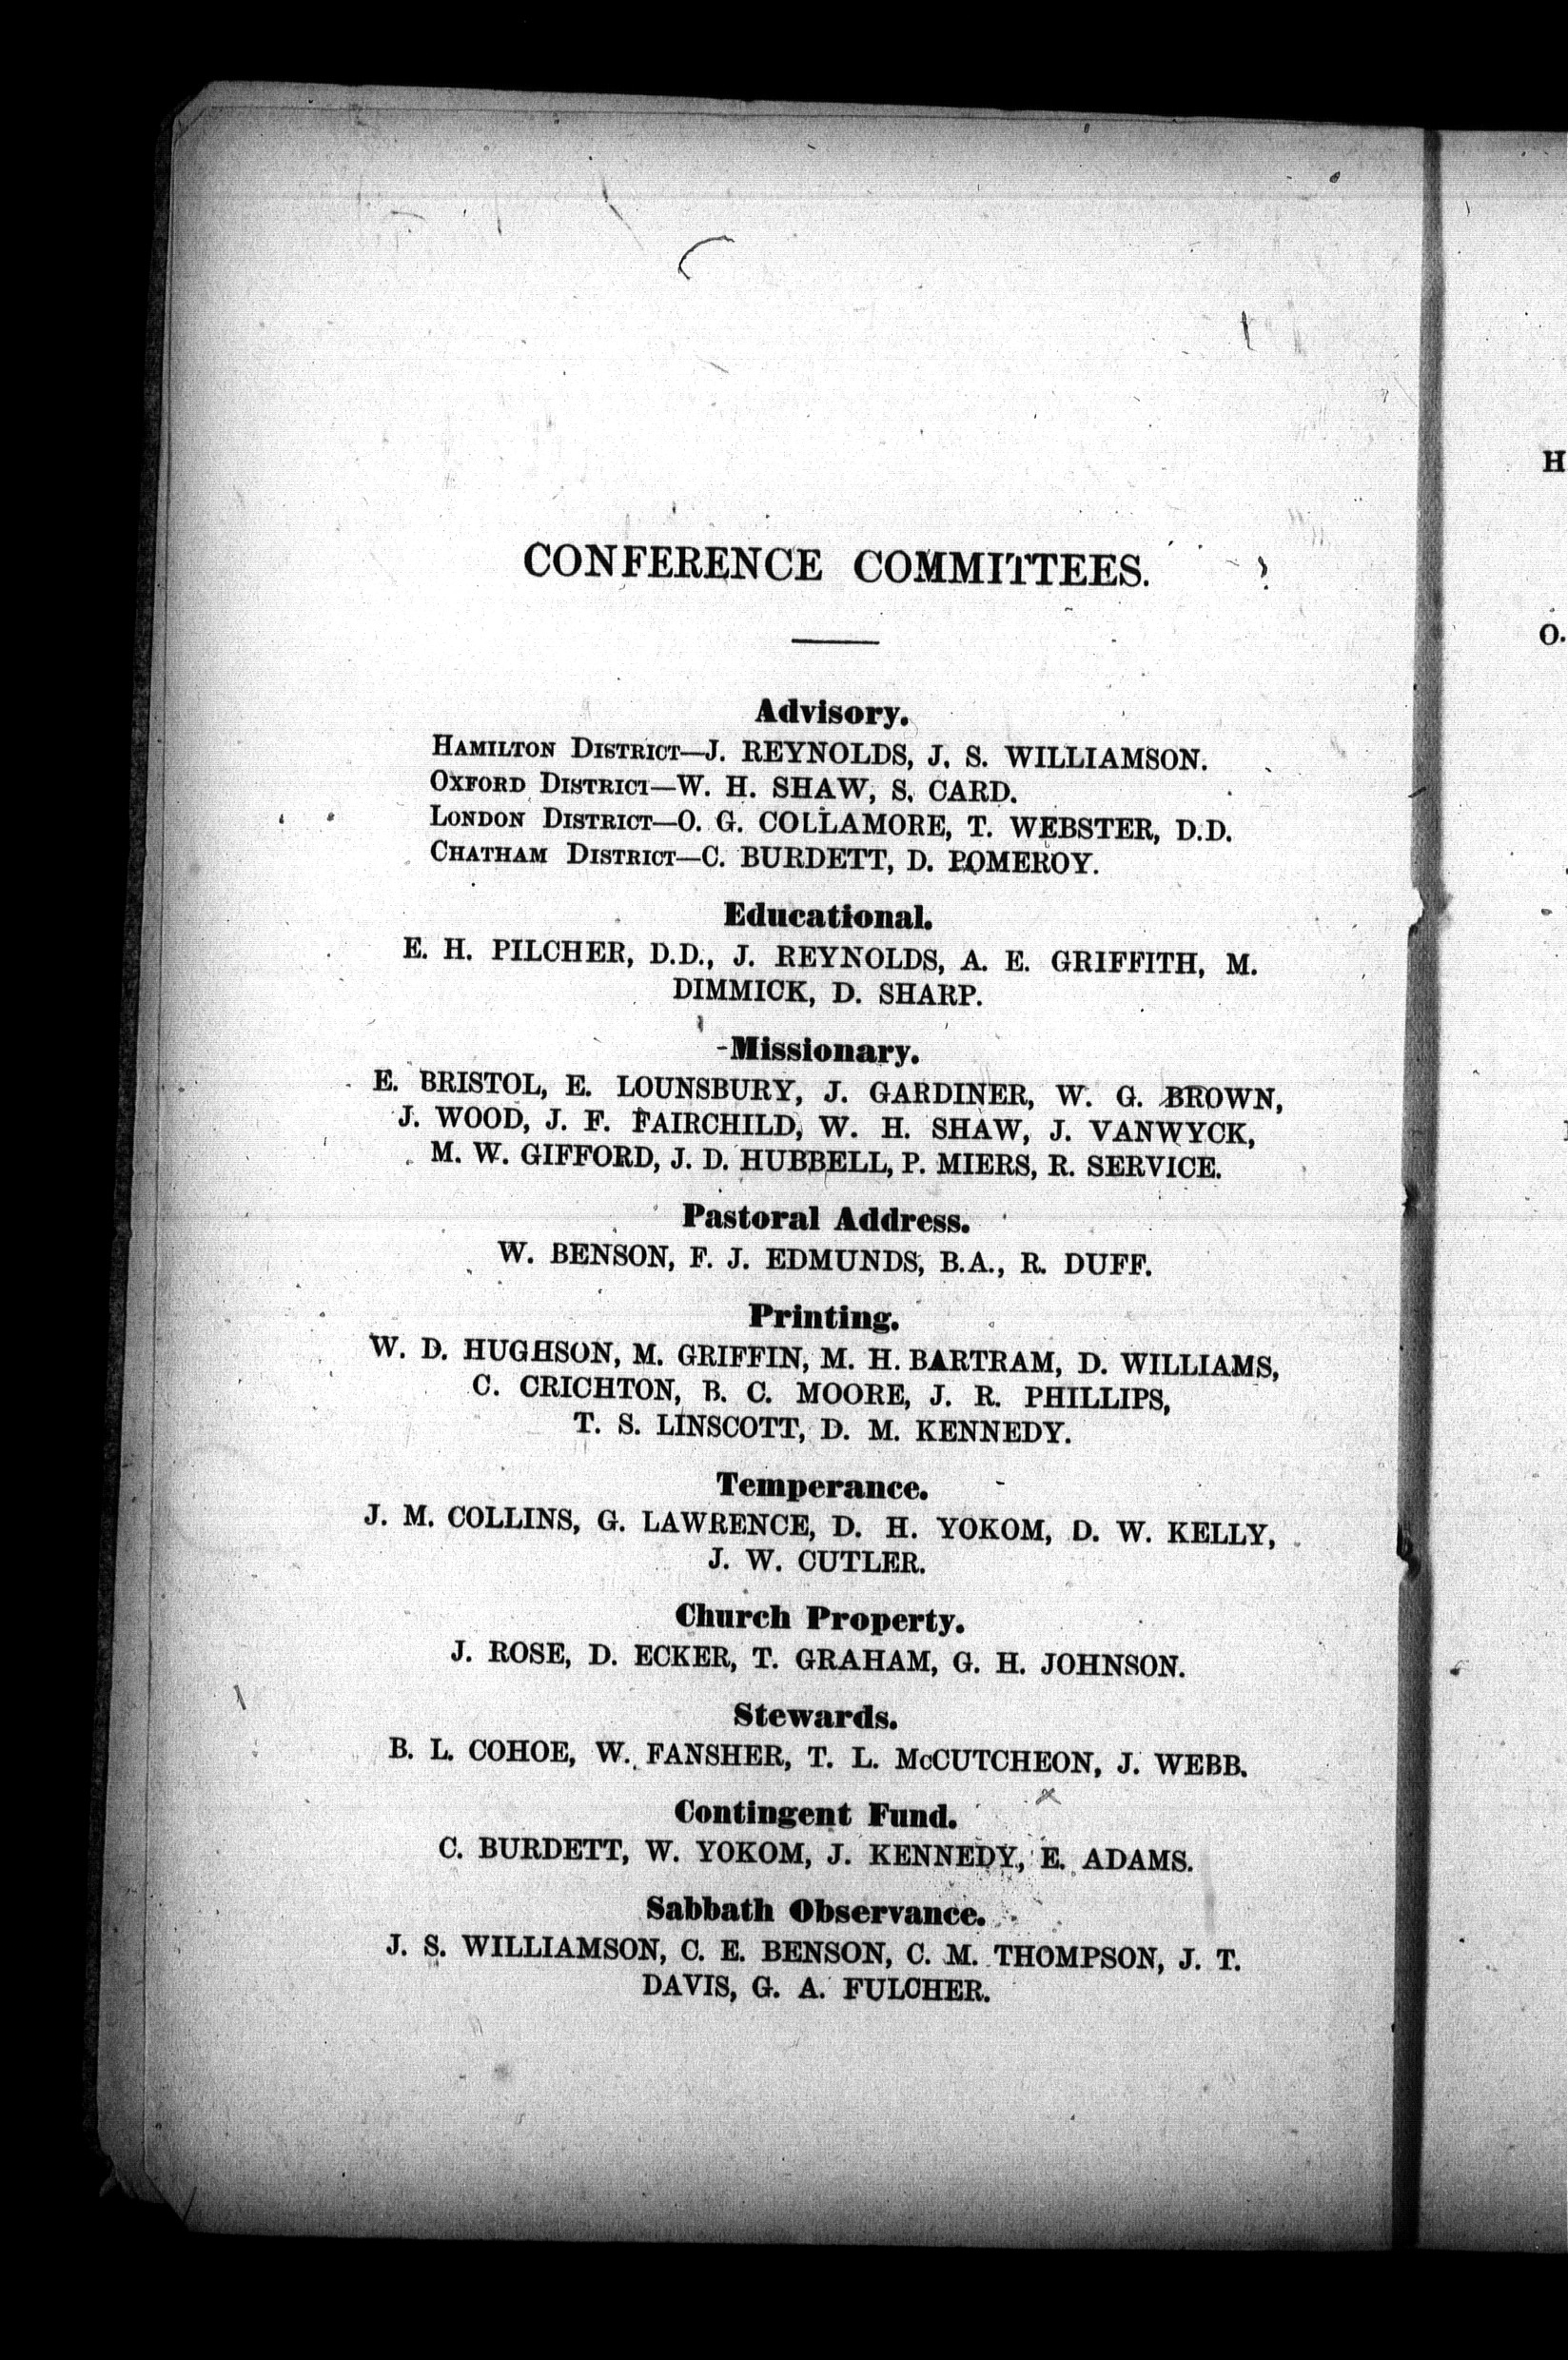 CONFERENCE COMMITTEES.
Advisory.
HAMILTON DISTRICT—J. REYNOLDS, J. S. WILLIAMSON.
OXFORD DISTRICT—W. H. SHAW, S. CARD.
LONDON DISTRICT—O. G. COLLAMORE, T. WEBSTER, D.D.
CHATHAM DISTRICT—C. BURDETT, D. POMEROY.
Educational.
E. H. PILCHER, D.D., J. REYNOLDS, A. E. GRIFFITH, M.
DIMMICK, D. SHARP.
Missionary.
E. BRISTOL, E. LOUNSBURY, J. GARDINER, W. G. BROWN,
J. WOOD, J. F. FAIRCHILD, W. H. SHAW, J. VANWYCK,
M. W. GIFFORD, J. D. HUBBELL, P. MIERS, R. SERVICE.
Pastoral Address.
W. BENSON, F. J. EDMUNDS, B.A., R. DUFF.
Printing.
W. D. HUGHSON, M. GRIFFIN, M. H. BARTRAM, D. WILLIAMS,
C. CRICHTON, B. C. MOORE, J. R. PHILLIPS,
T. S. LINSCOTT, D. M. KENNEDY.
Temperance.
J. M. COLLINS, G. LAWRENCE, D. H. YOKOM, D. W. KELLY,
J. W. CUTLER.
Church Property.
J. ROSE, D. ECKER, T. GRAHAM, G. H. JOHNSON.
Stewards.
B. L. COHOE, W. FANSHER, T. L. McCUTCHEON, J. WEBB.
Contingent Fund.
C. BURDETT, W. YOKOM, J. KENNEDY, E. ADAMS.
Sabbath Observance.
J. S. WILLIAMSON, C. E. BENSON, C. M. THOMPSON, J. T.
DAVIS, G. A. FULCHER.
H
O.